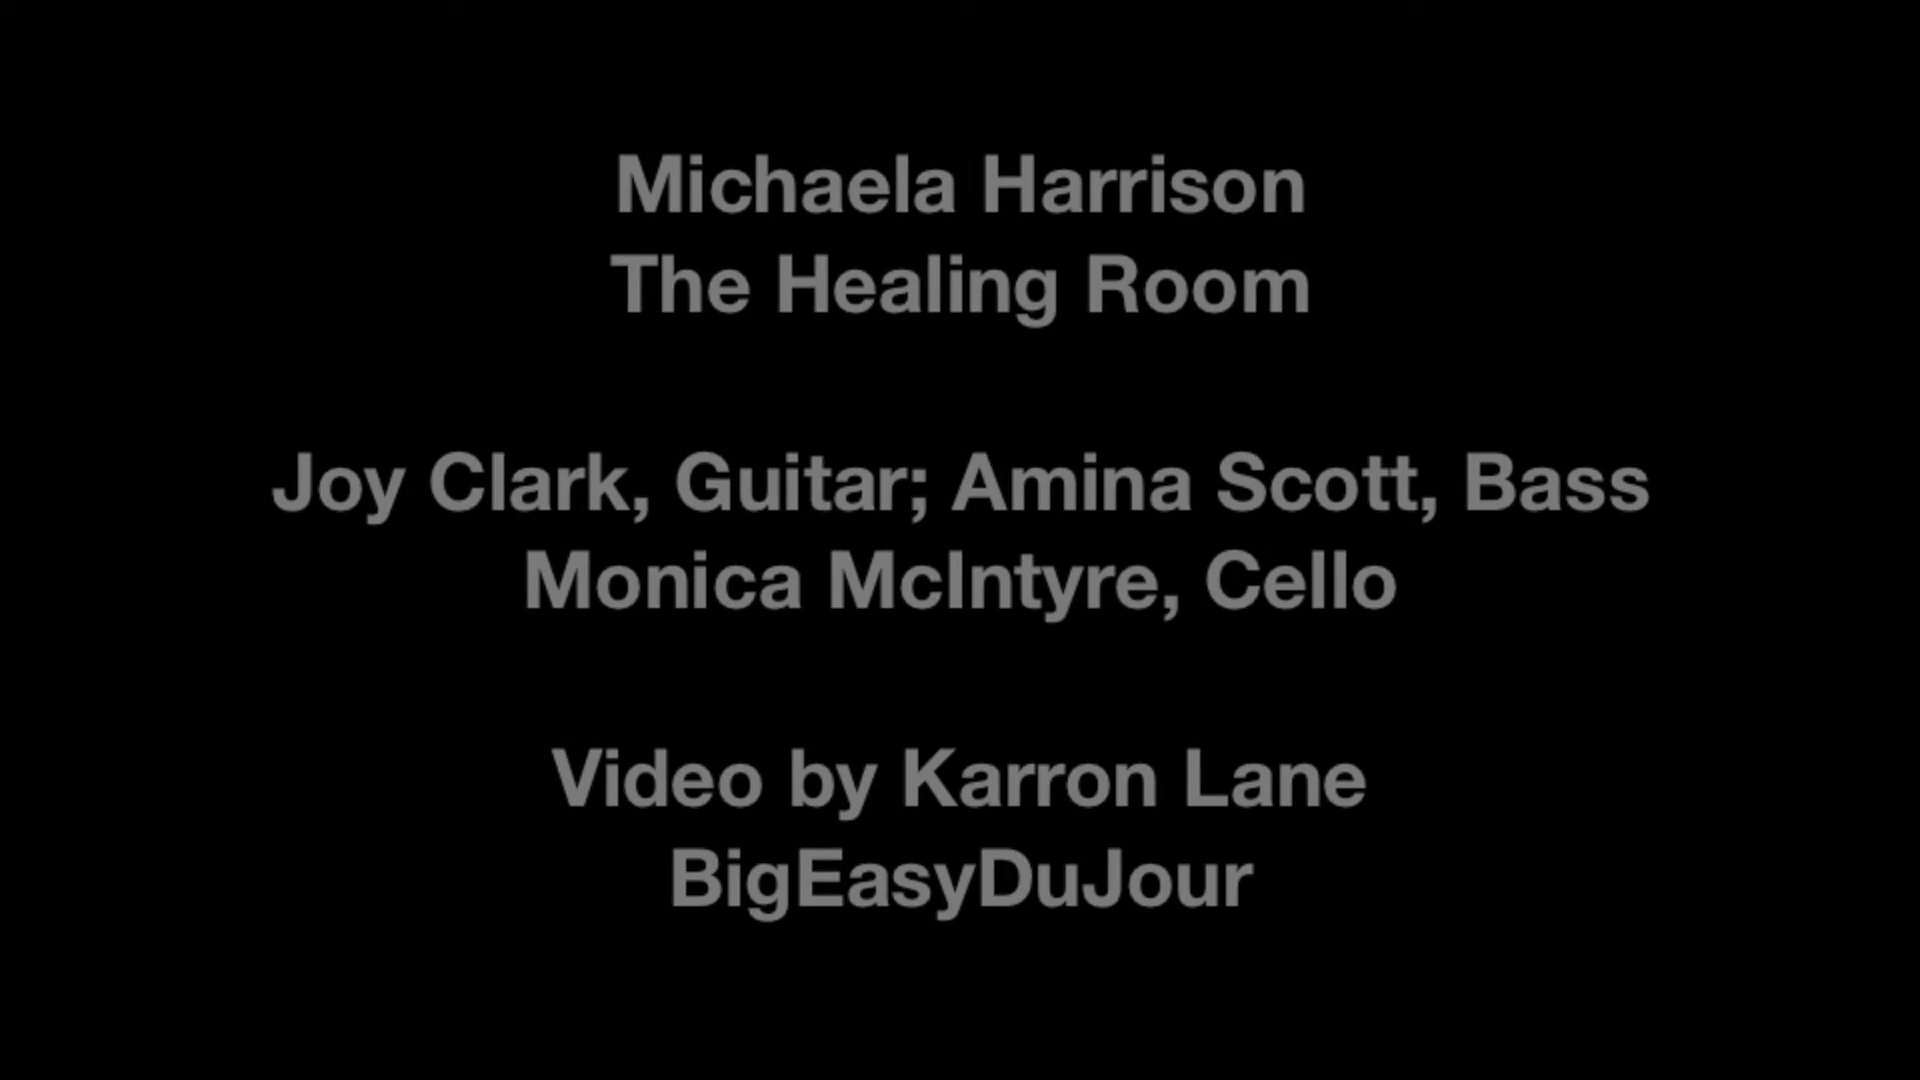 Michaela Harrison
The Healing Room
Joy Clark, Guitar; Amina Scott, Bass
Monica McIntyre, Cello
Video by Karron Lane
BigEasyDuJour